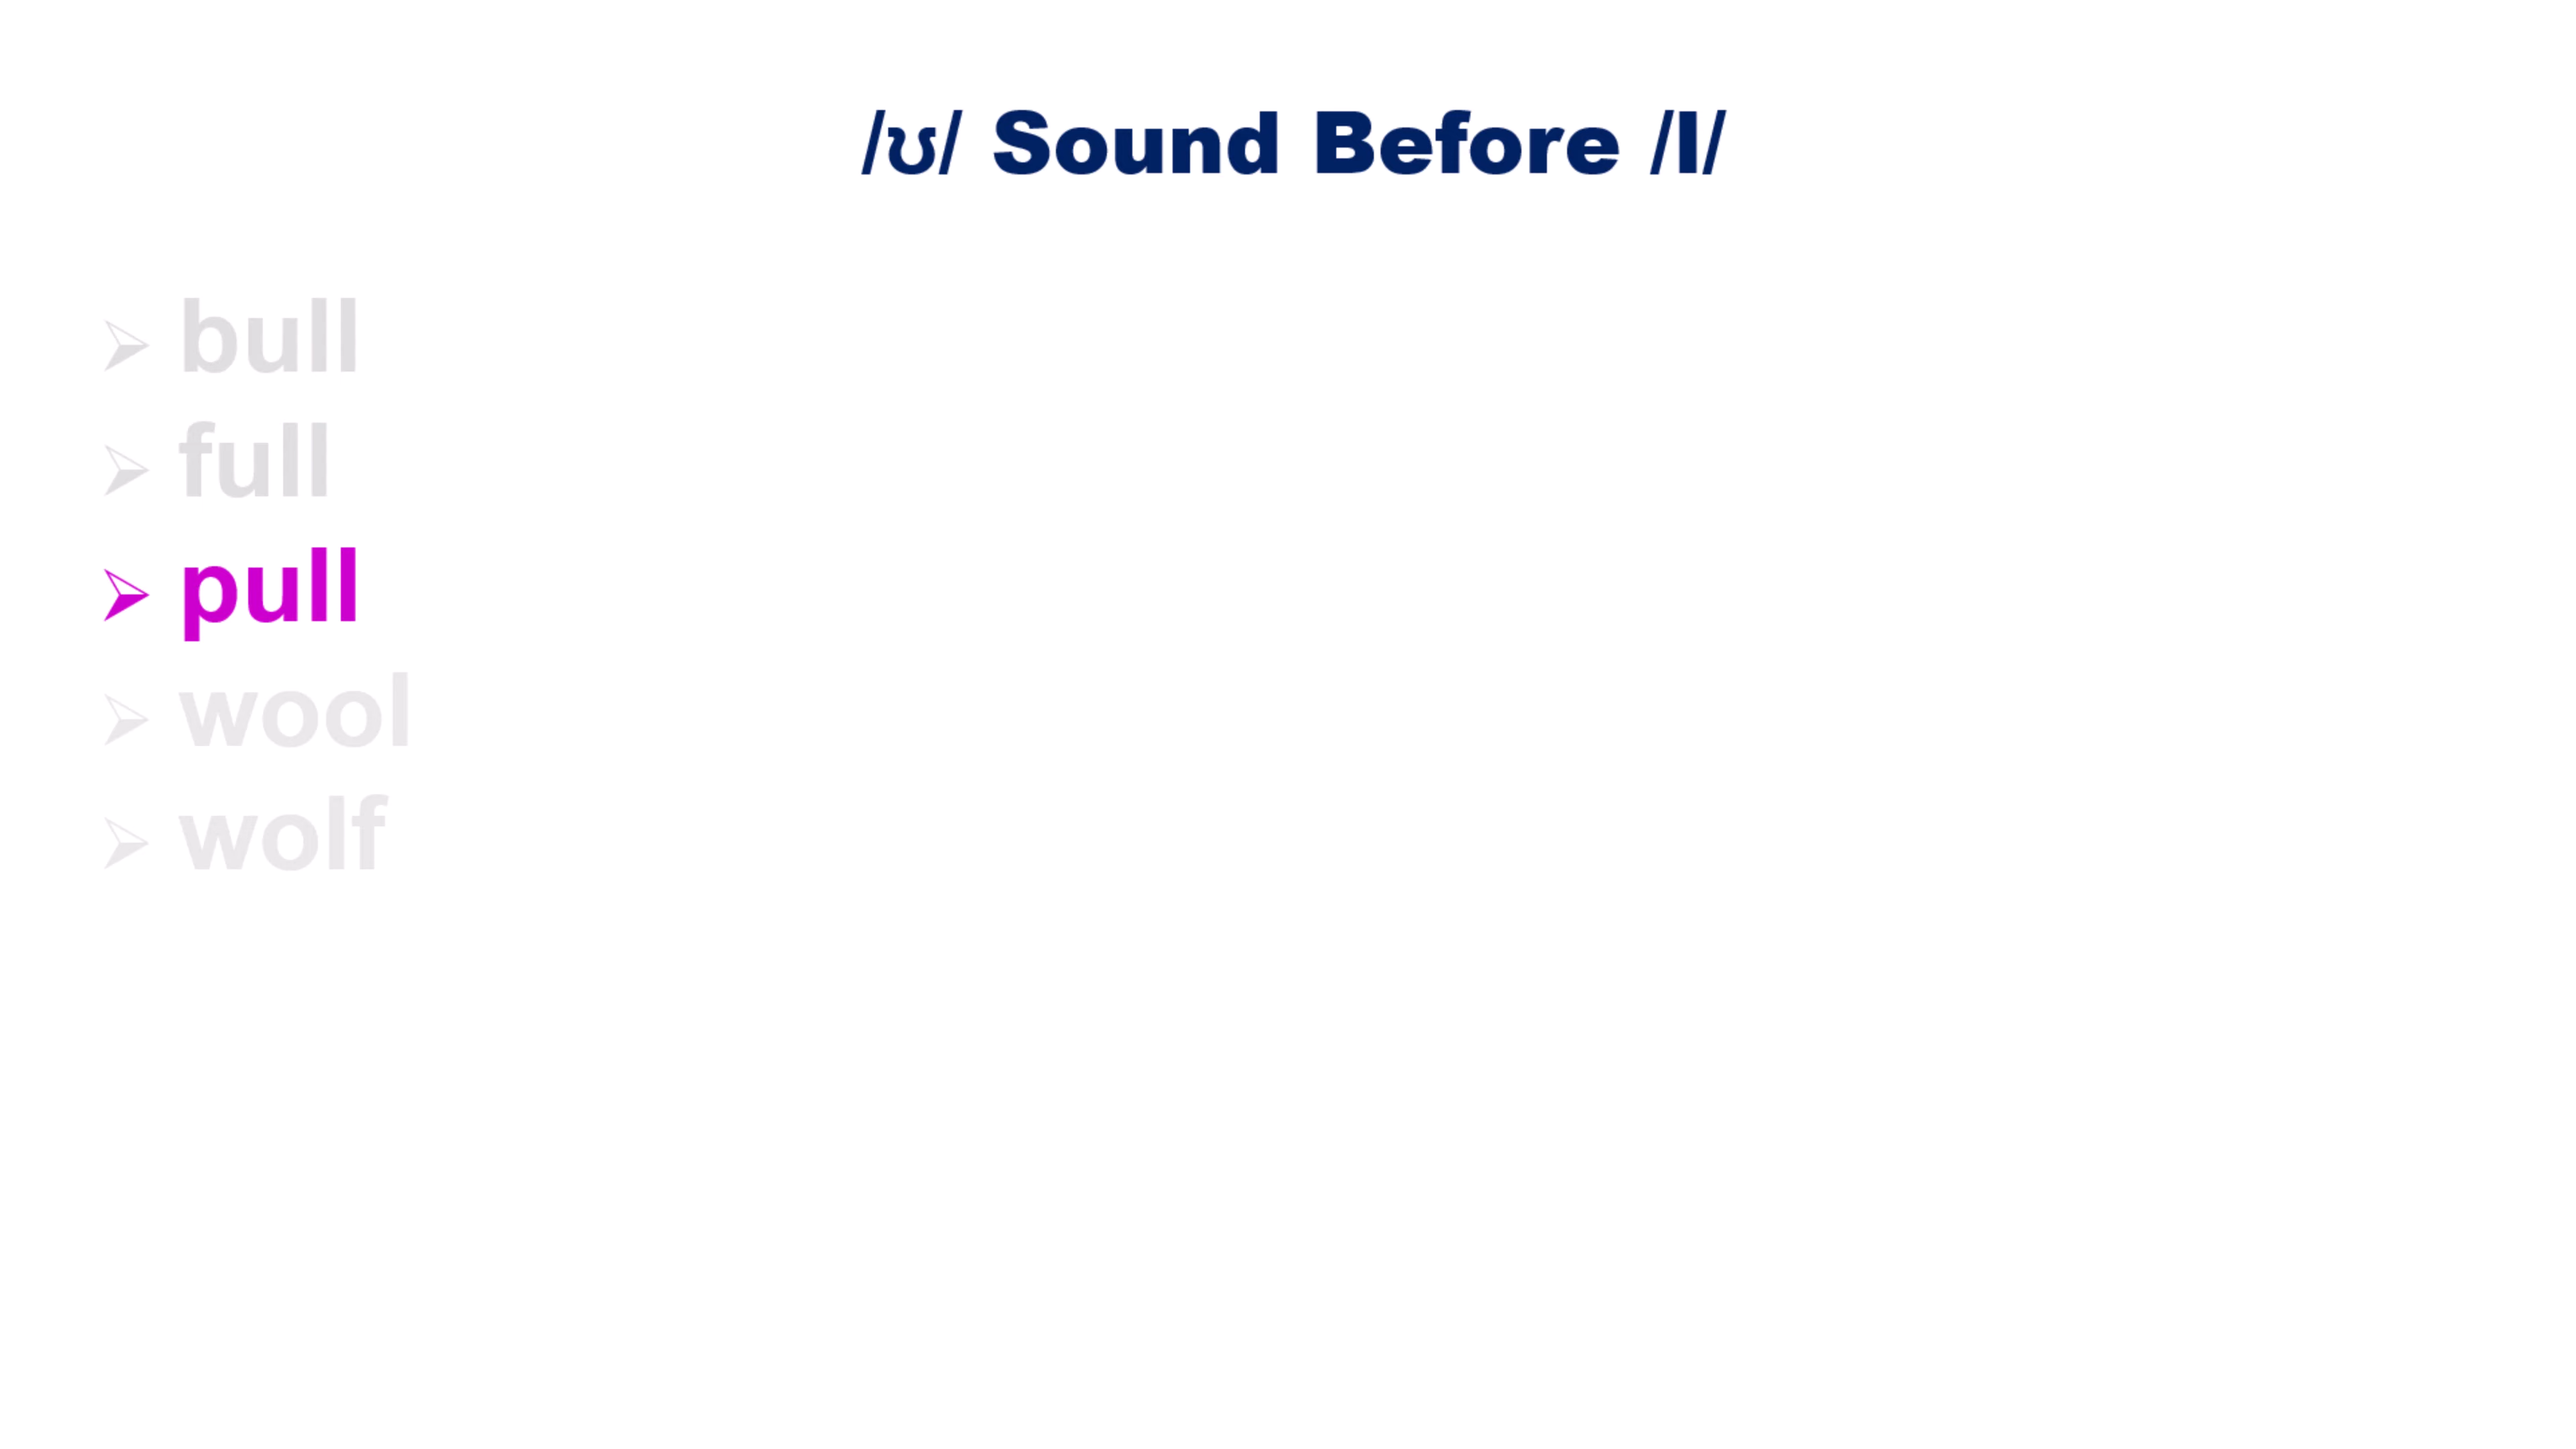 /ʊ/ Sound Before /l/
➢ bull
➢ full
➢ pull
➢ wool
➢ wolf